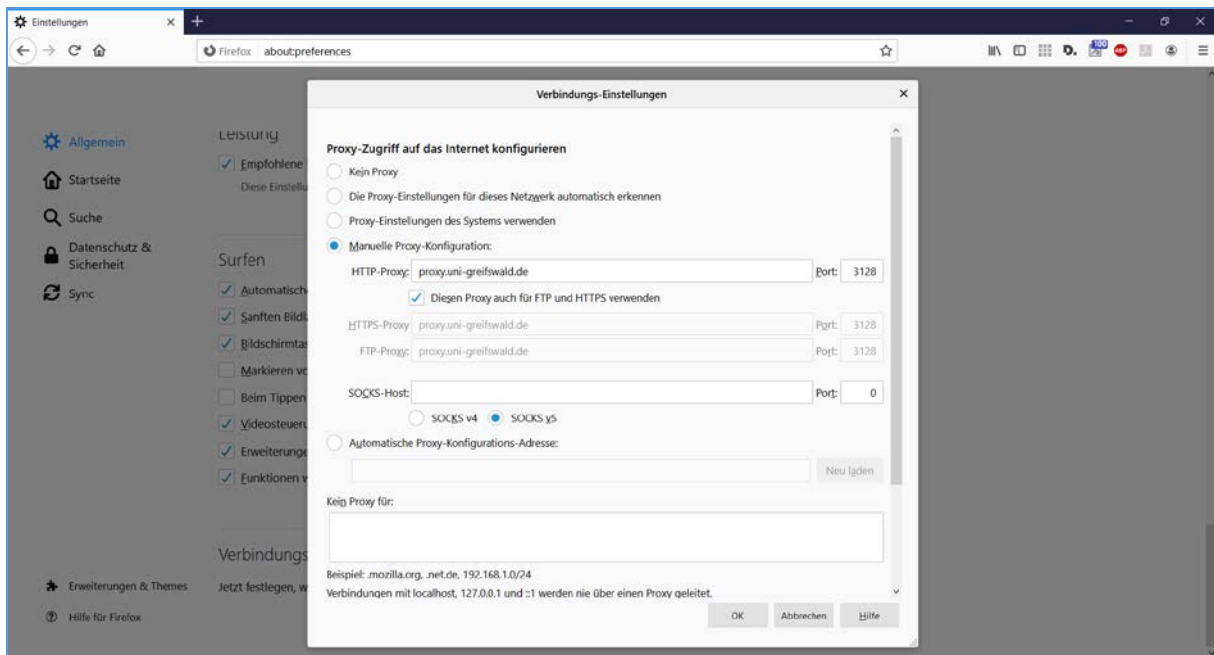 Einstellungen
Firefox about:preferences
100
D.
ABP
Verbindungs-Einstellungen
Allgemein
Startseite
Suche
Datenschutz &
Sicherheit
Sync
Erweiterungen & Themes
Hilfe für Firefox
Leistung
Empfohlene
Diese Einstellu
Surfen
Automatische
Sanften Bildl
Bildschirmtas
Markieren vo
Beim Tippen
Videosteueru
Erweiterunge
Funktionen v
Verbindungs
Jetzt festlegen, w
Proxy-Zugriff auf das Internet konfigurieren
Kein Proxy
Die Proxy-Einstellungen für dieses Netzwerk automatisch erkennen
Proxy-Einstellungen des Systems verwenden
Manuelle Proxy-Konfiguration:
HTTP-Proxy: proxy.uni-greifswald.de Port: 3128
Diesen Proxy auch für FTP und HTTPS verwenden
HTTPS-Proxy proxy.uni-greifswald.de Port: 3128
FTP-Proxy: proxy.uni-greifswald.de Port: 3128
SOCKS-Host: Port: 0
SOCKS v4 SOCKS v5
Automatische Proxy-Konfigurations-Adresse:
Neu laden
Kein Proxy für:
Beispiel: .mozilla.org, .net.de, 192.168.1.0/24
Verbindungen mit localhost, 127.0.0.1 und ::1 werden nie über einen Proxy geleitet.
OK Abbrechen Hilfe